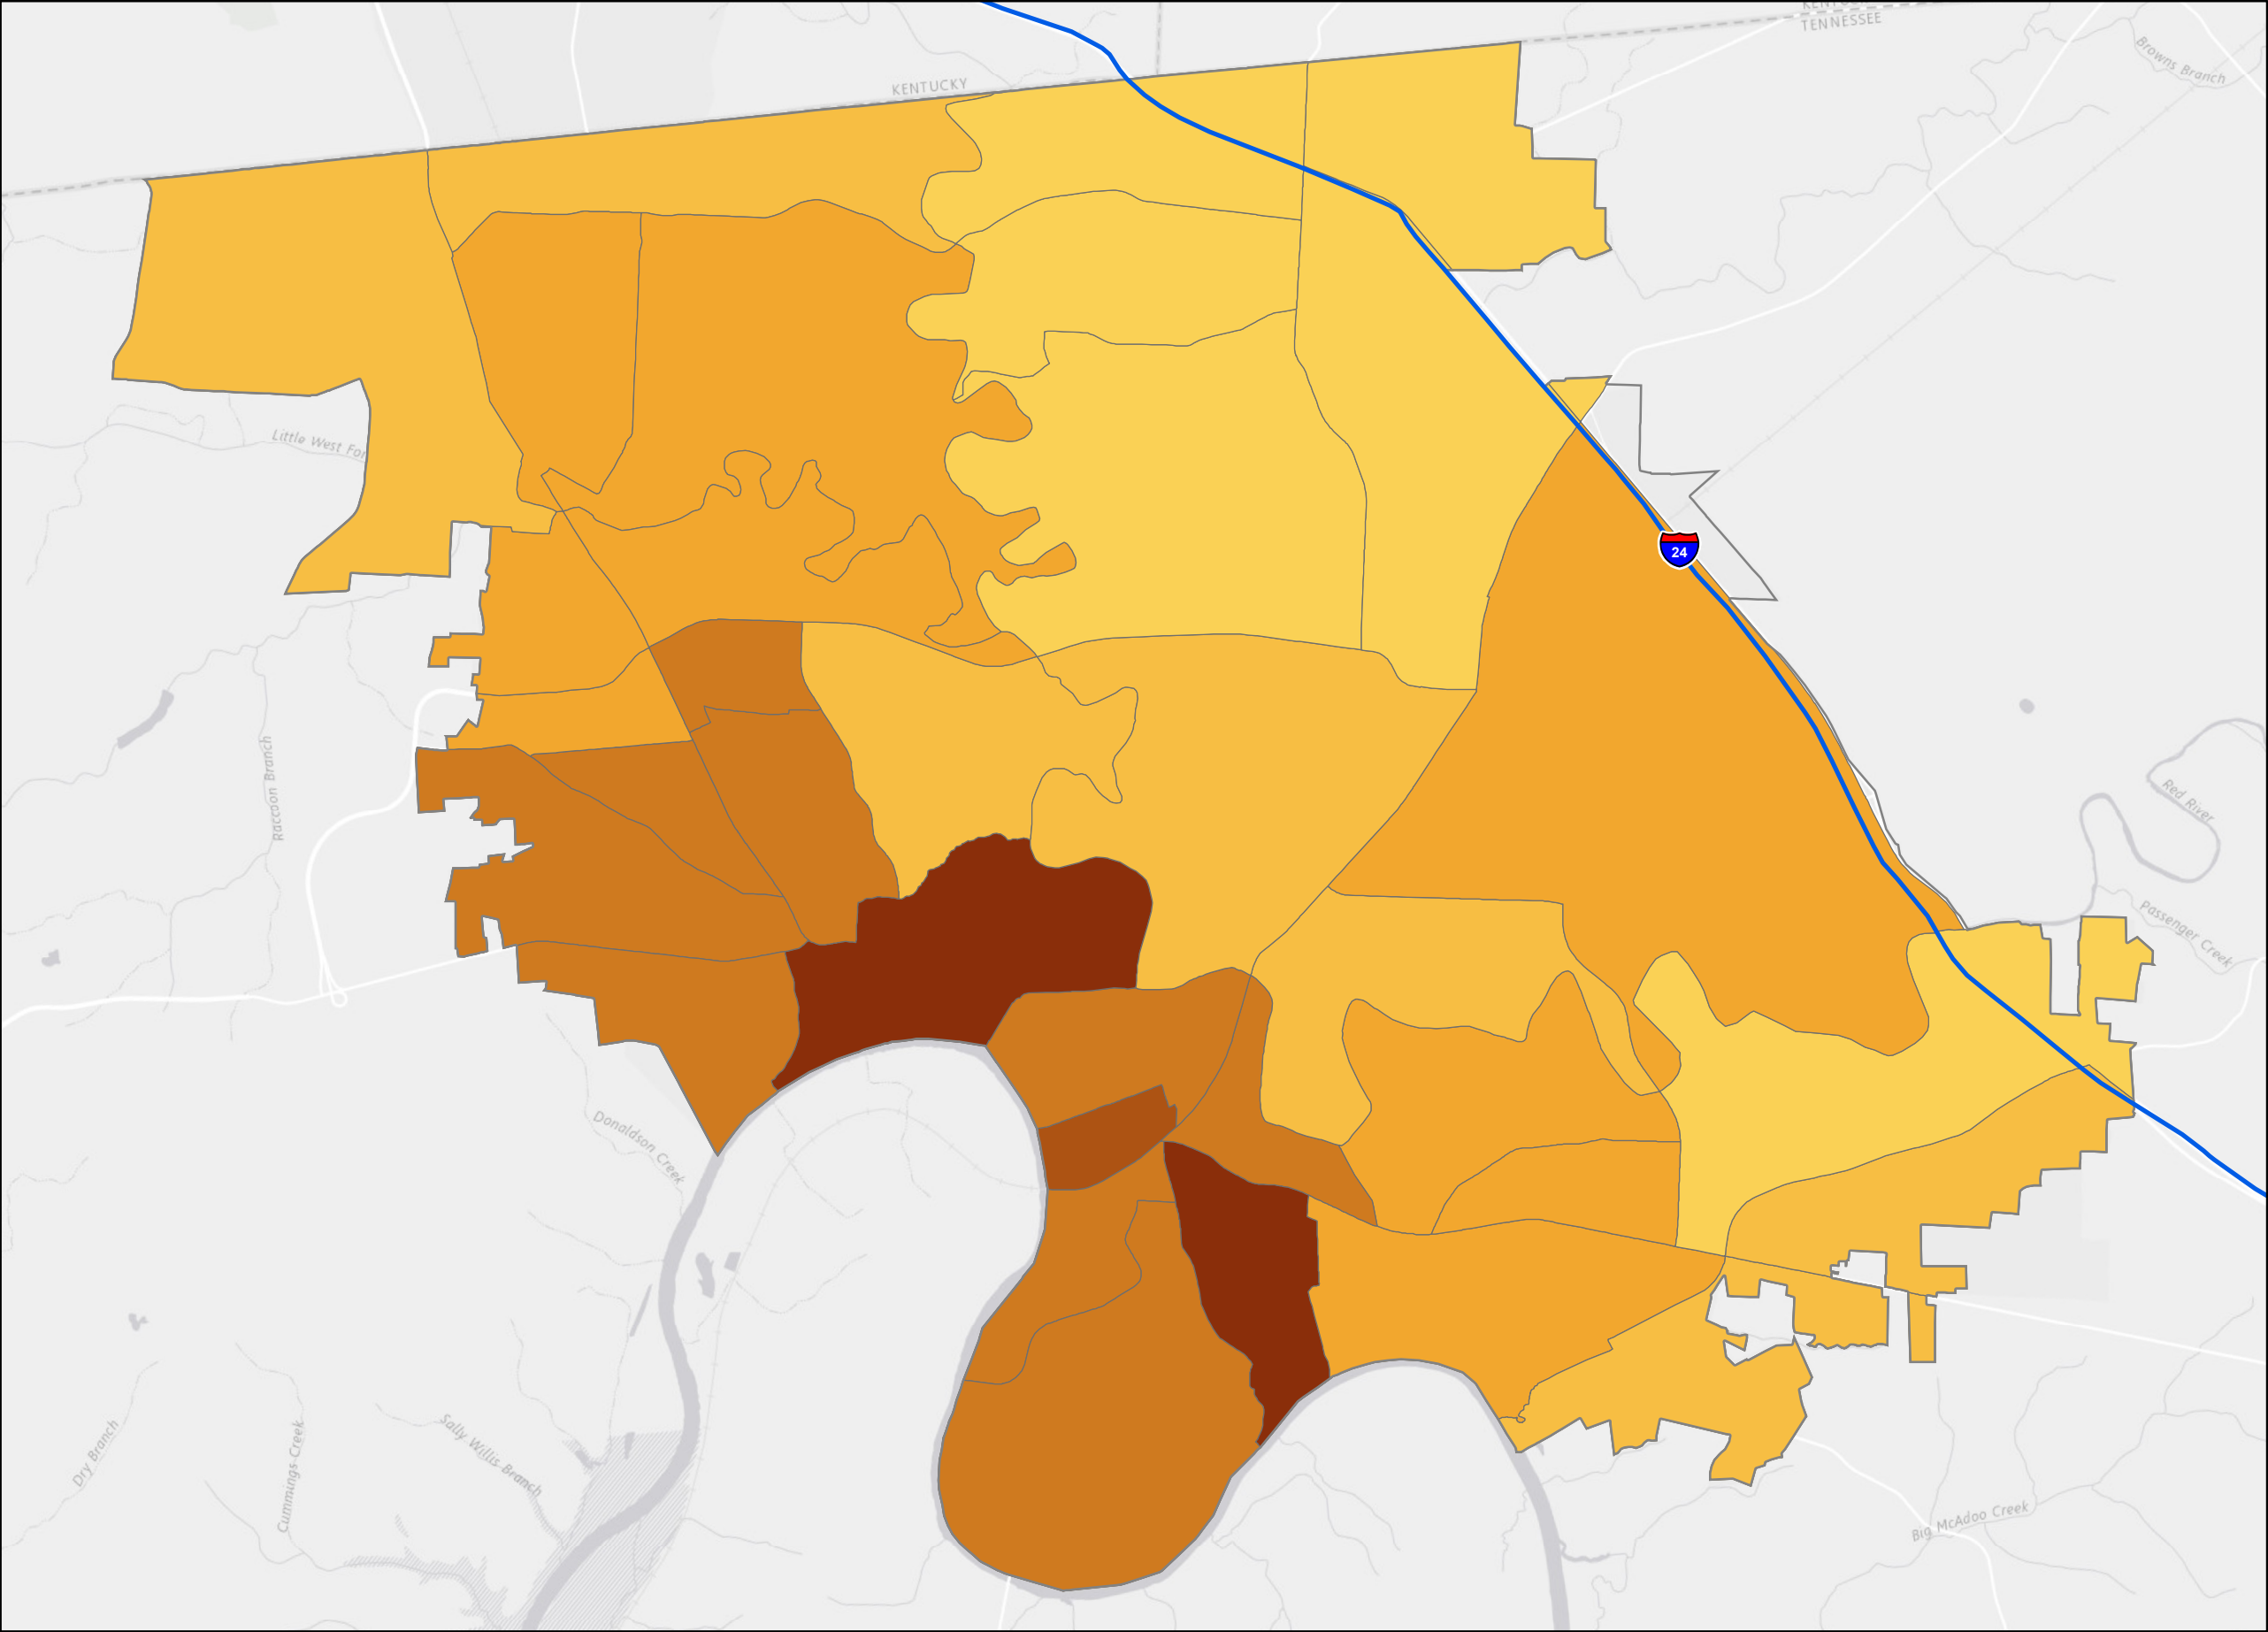 KENTUCKY
TENNESSEE
Browns Branch
KENTUCKY
Little West For
24
Raccoon Branch
Red River
Passenger Creek
Donaldson Creek
Dry Branch
Cummings Creek
Sally Willis Branch
Big McAdoo Creek